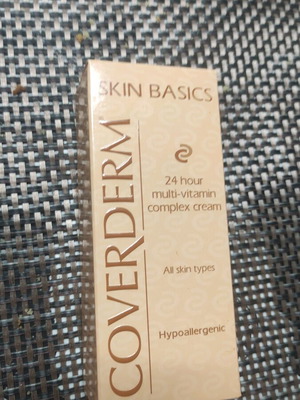 SKIN BASICS
COVERDERM®
24 hour
multi-vitamin
complex cream
All skin types
Hypoallergenic